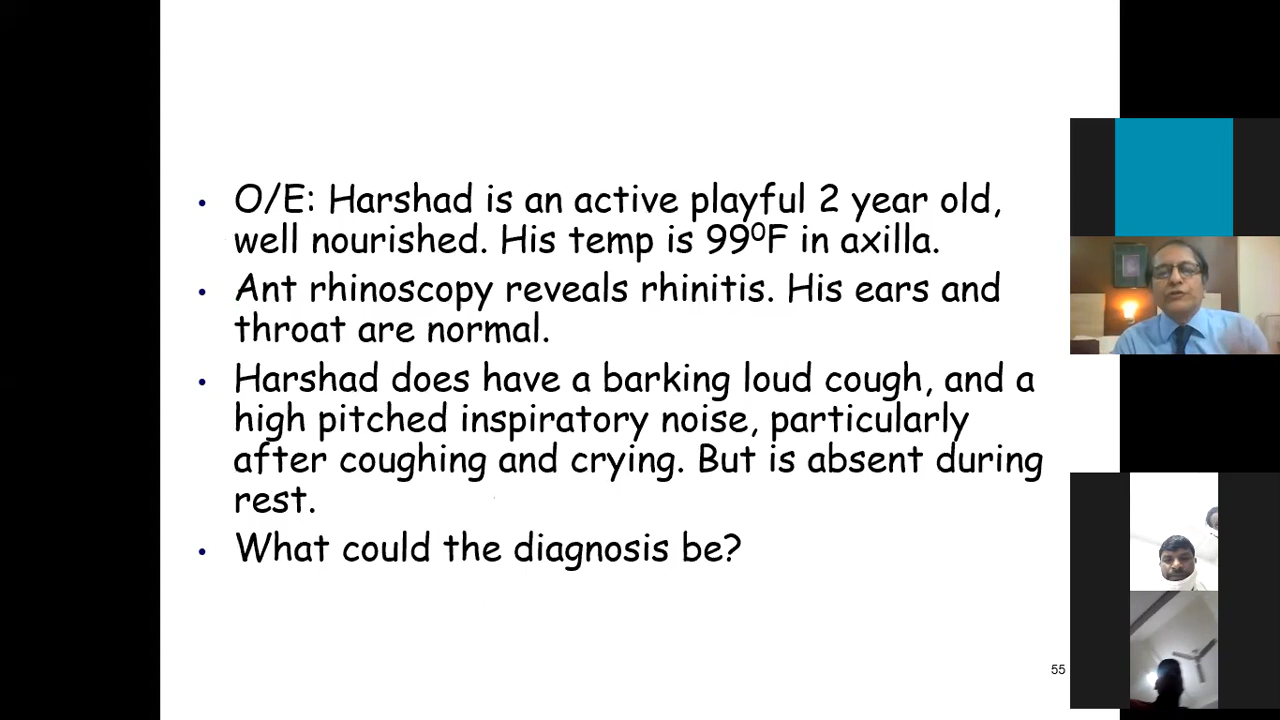 O/E: Harshad is an active playful 2 year old,
well nourished. His temp is 99⁰F in axilla.
Ant rhinoscopy reveals rhinitis. His ears and
throat are normal.
Harshad does have a barking loud cough, and a
high pitched inspiratory noise, particularly
after coughing and crying. But is absent during
rest.
What could the diagnosis be?
55